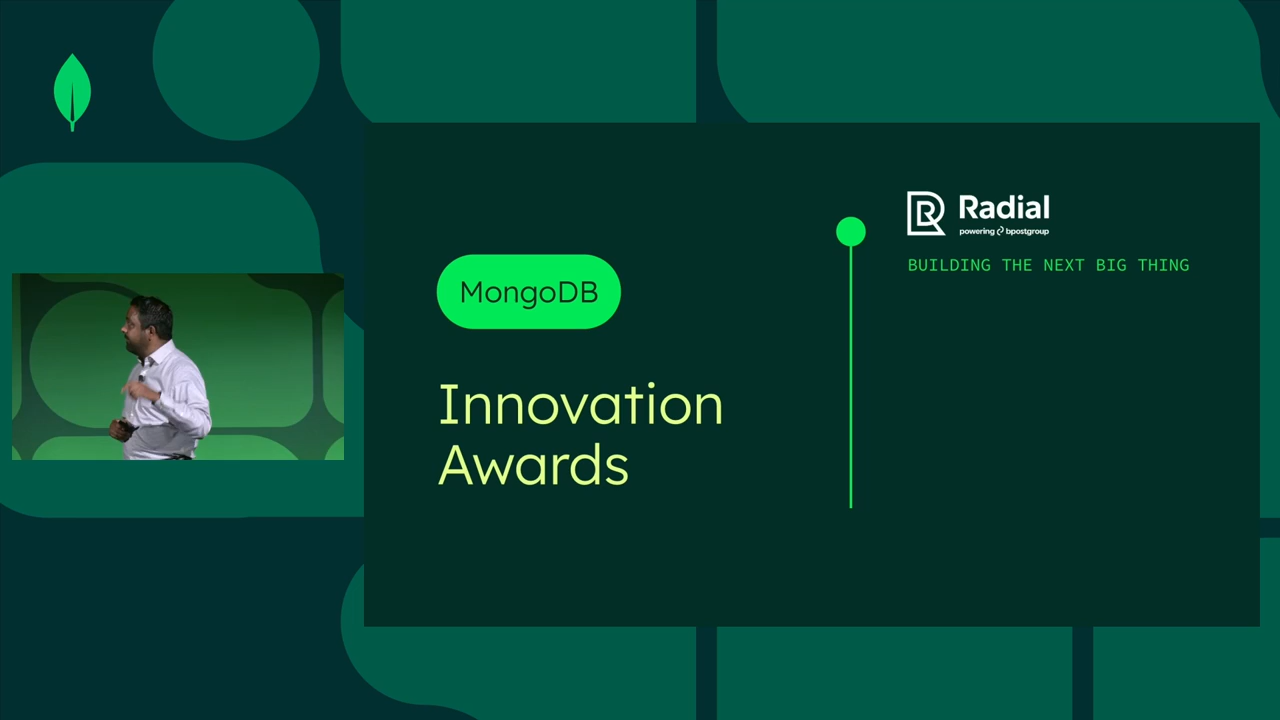 MongoDB
Innovation
Awards
Radial
powering bpostgroup
BUILDING THE NEXT BIG THING